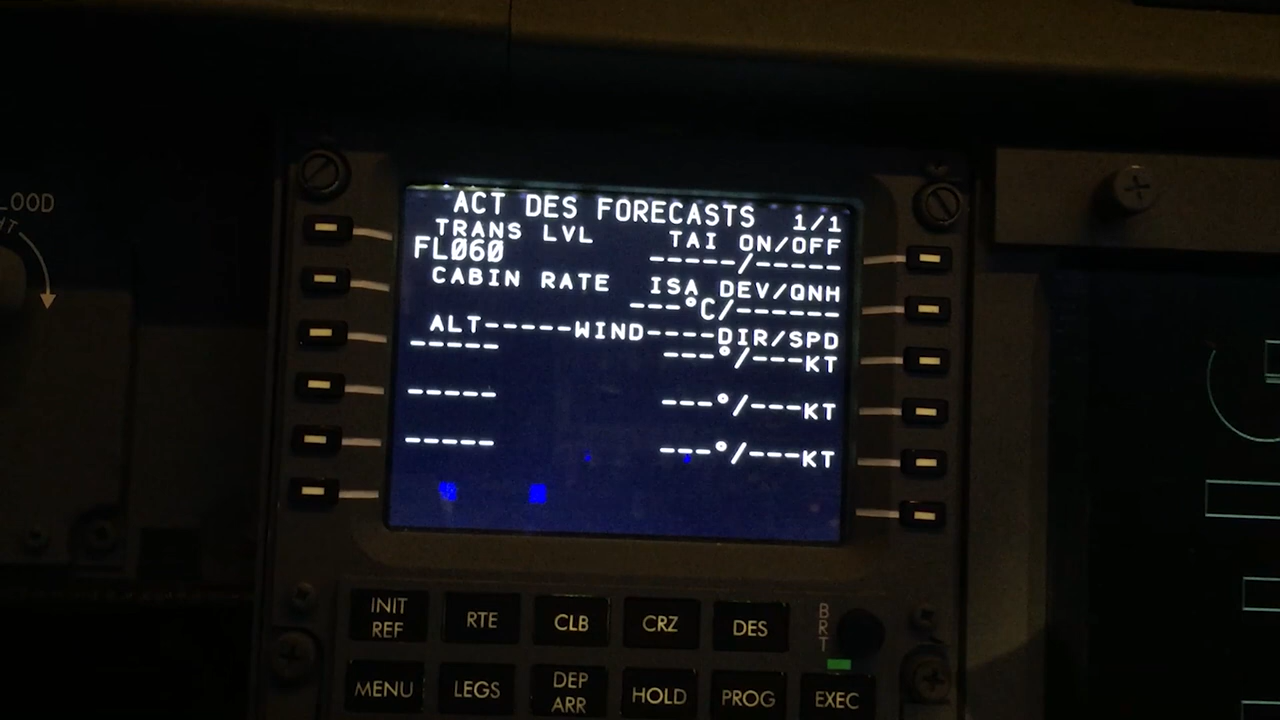 LOOD
ACT DES FORECASTS 1/1
TRANS LVL TAI ON/OFF
FL060 -----/-----
CABIN RATE ISA DEV/QNH
---°C/------
ALT-----WIND----DIR/SPD
----- ---°/---KT
----- ---°/---KT
----- ---°/---KT
INIT REF RTE CLB CRZ DES BRT
MENU LEGS DEP ARR HOLD PROG EXEC